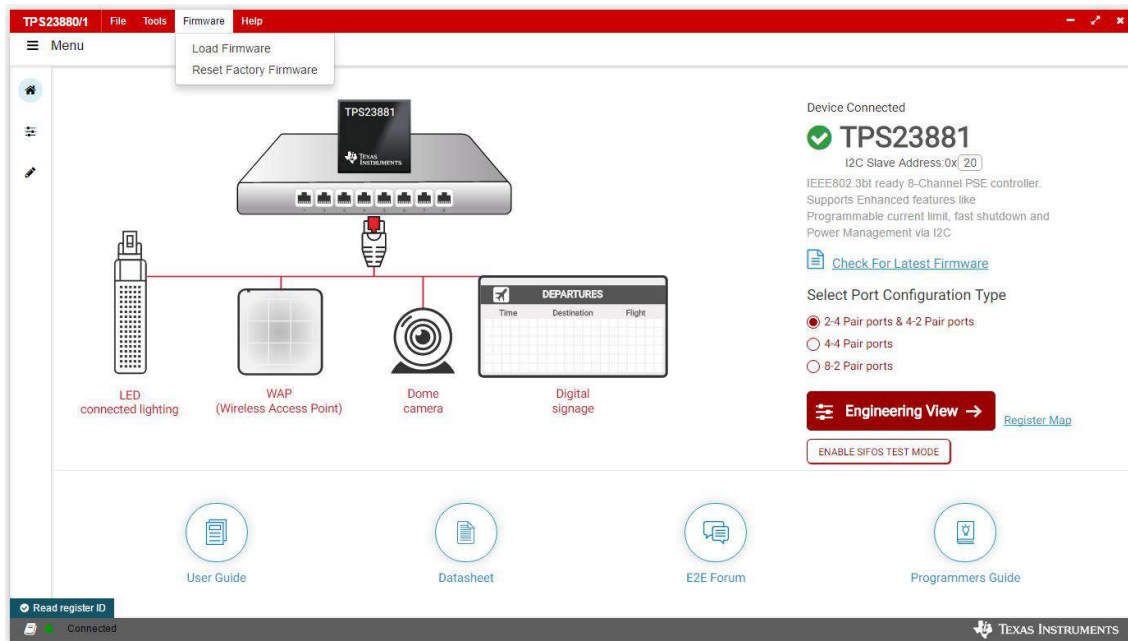 TPS23880/1 File Tools Firmware Help
Menu
Load Firmware
Reset Factory Firmware
TPS23881
TEXAS
INSTRUMENTS
LED
connected lighting
WAP
(Wireless Access Point)
Dome
camera
DEPARTURES
Time Destination Flight
Digital
signage
Device Connected
TPS23881
I2C Slave Address:0x 20
IEEE802.3bt ready 8-Channel PSE controller.
Supports Enhanced features like
Programmable current limit, fast shutdown and
Power Management via I2C
Check For Latest Firmware
Select Port Configuration Type
2-4 Pair ports & 4-2 Pair ports
4-4 Pair ports
8-2 Pair ports
Engineering View
Register Map
ENABLE SIFOS TEST MODE
User Guide
Datasheet
E2E Forum
Programmers Guide
Read register ID
Connected
TEXAS INSTRUMENTS